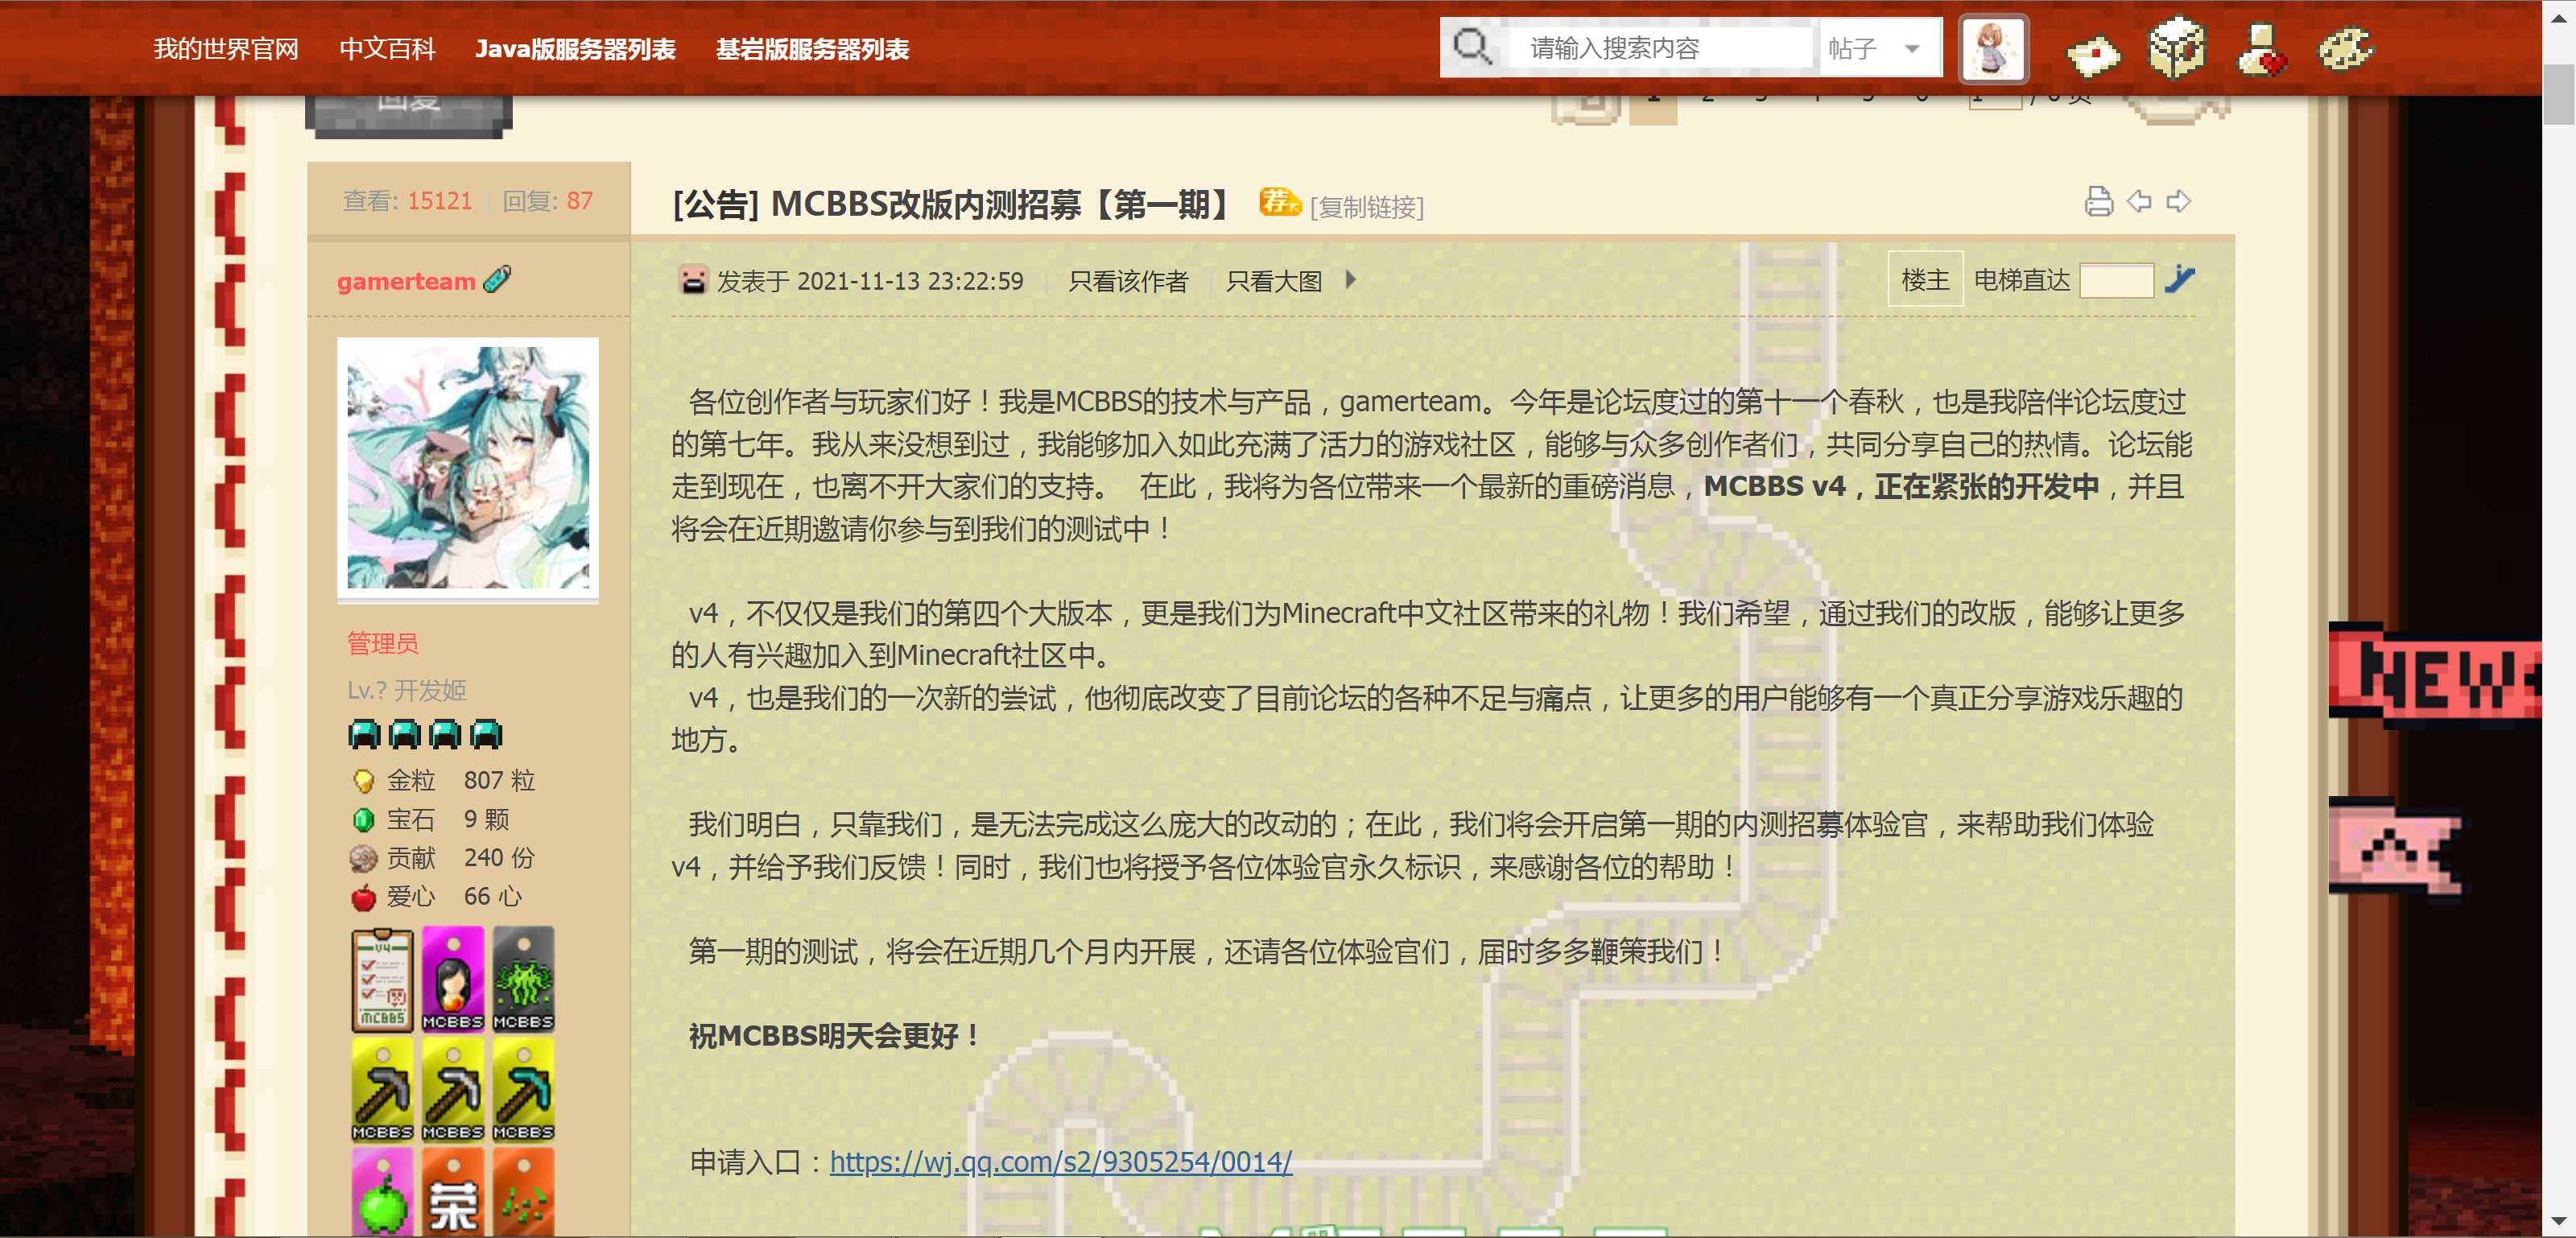 我的世界官网 中文百科 Java版服务器列表 基岩版服务器列表 请输入搜索内容 帖子
回复
1 2 3 4 5 6 1 / 6 页
查看: 15121 | 回复: 87
[公告] MCBBS改版内测招募【第一期】 荐 [复制链接]
gamerteam
发表于 2021-11-13 23:22:59 | 只看该作者 | 只看大图
楼主 电梯直达
各位创作者与玩家们好！我是MCBBS的技术与产品，gamerteam。今年是论坛度过的第十一个春秋，也是我陪伴论坛度过
的第七年。我从来没想到过，我能够加入如此充满了活力的游戏社区，能够与众多创作者们，共同分享自己的热情。论坛能
走到现在，也离不开大家们的支持。 在此，我将为各位带来一个最新的重磅消息，MCBBS v4，正在紧张的开发中，并且
将会在近期邀请你参与到我们的测试中！
v4，不仅仅是我们的第四个大版本，更是我们为Minecraft中文社区带来的礼物！我们希望，通过我们的改版，能够让更多
的人有兴趣加入到Minecraft社区中。
v4，也是我们的一次新的尝试，他彻底改变了目前论坛的各种不足与痛点，让更多的用户能够有一个真正分享游戏乐趣的
地方。
我们明白，只靠我们，是无法完成这么庞大的改动的；在此，我们将会开启第一期的内测招募体验官，来帮助我们体验
v4，并给予我们反馈！同时，我们也将授予各位体验官永久标识，来感谢各位的帮助！
第一期的测试，将会在近期几个月内开展，还请各位体验官们，届时多多鞭策我们！
祝MCBBS明天会更好！
申请入口：https://wj.qq.com/s2/9305254/0014/
管理员
Lv.? 开发姬
金粒 807 粒
宝石 9 颗
贡献 240 份
爱心 66 心
V4
MCBBS MCBBS MCBBS
MCBBS MCBBS MCBBS
荣
NEW